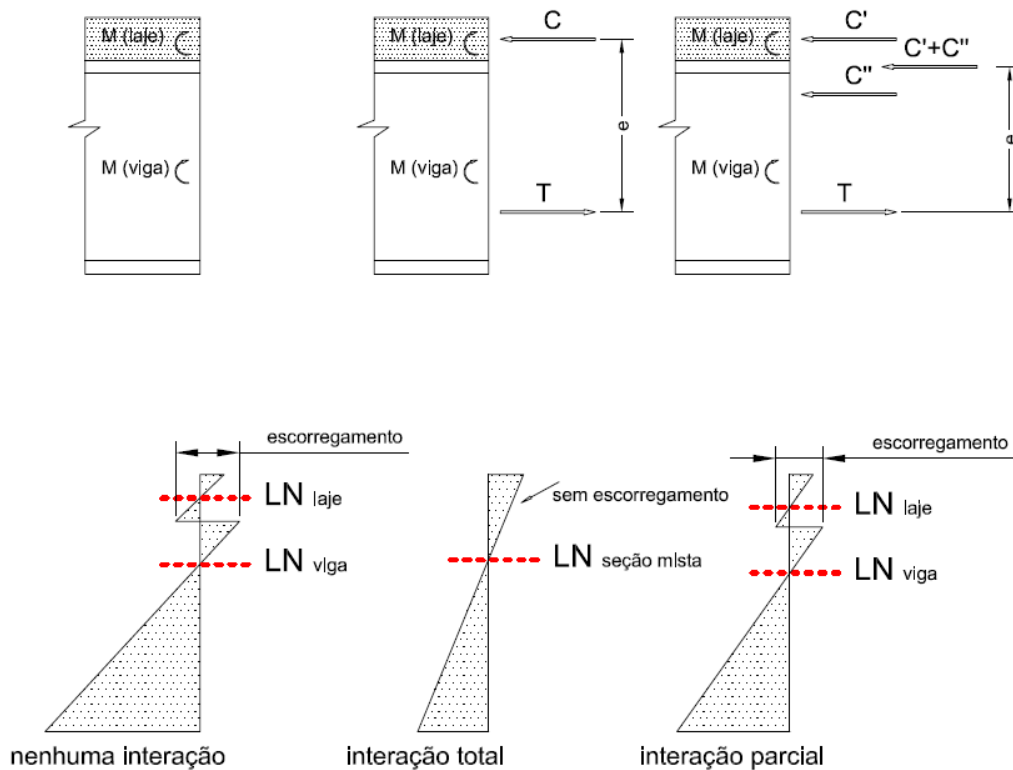 M (laje)
M (viga)
M (laje)
M (viga)
C
T
e
M (laje)
M (viga)
C'
C'+C"
C"
T
e
escorregamento
LN laje
LN viga
nenhuma interação
sem escorregamento
LN seção mista
interação total
escorregamento
LN laje
LN viga
interação parcial